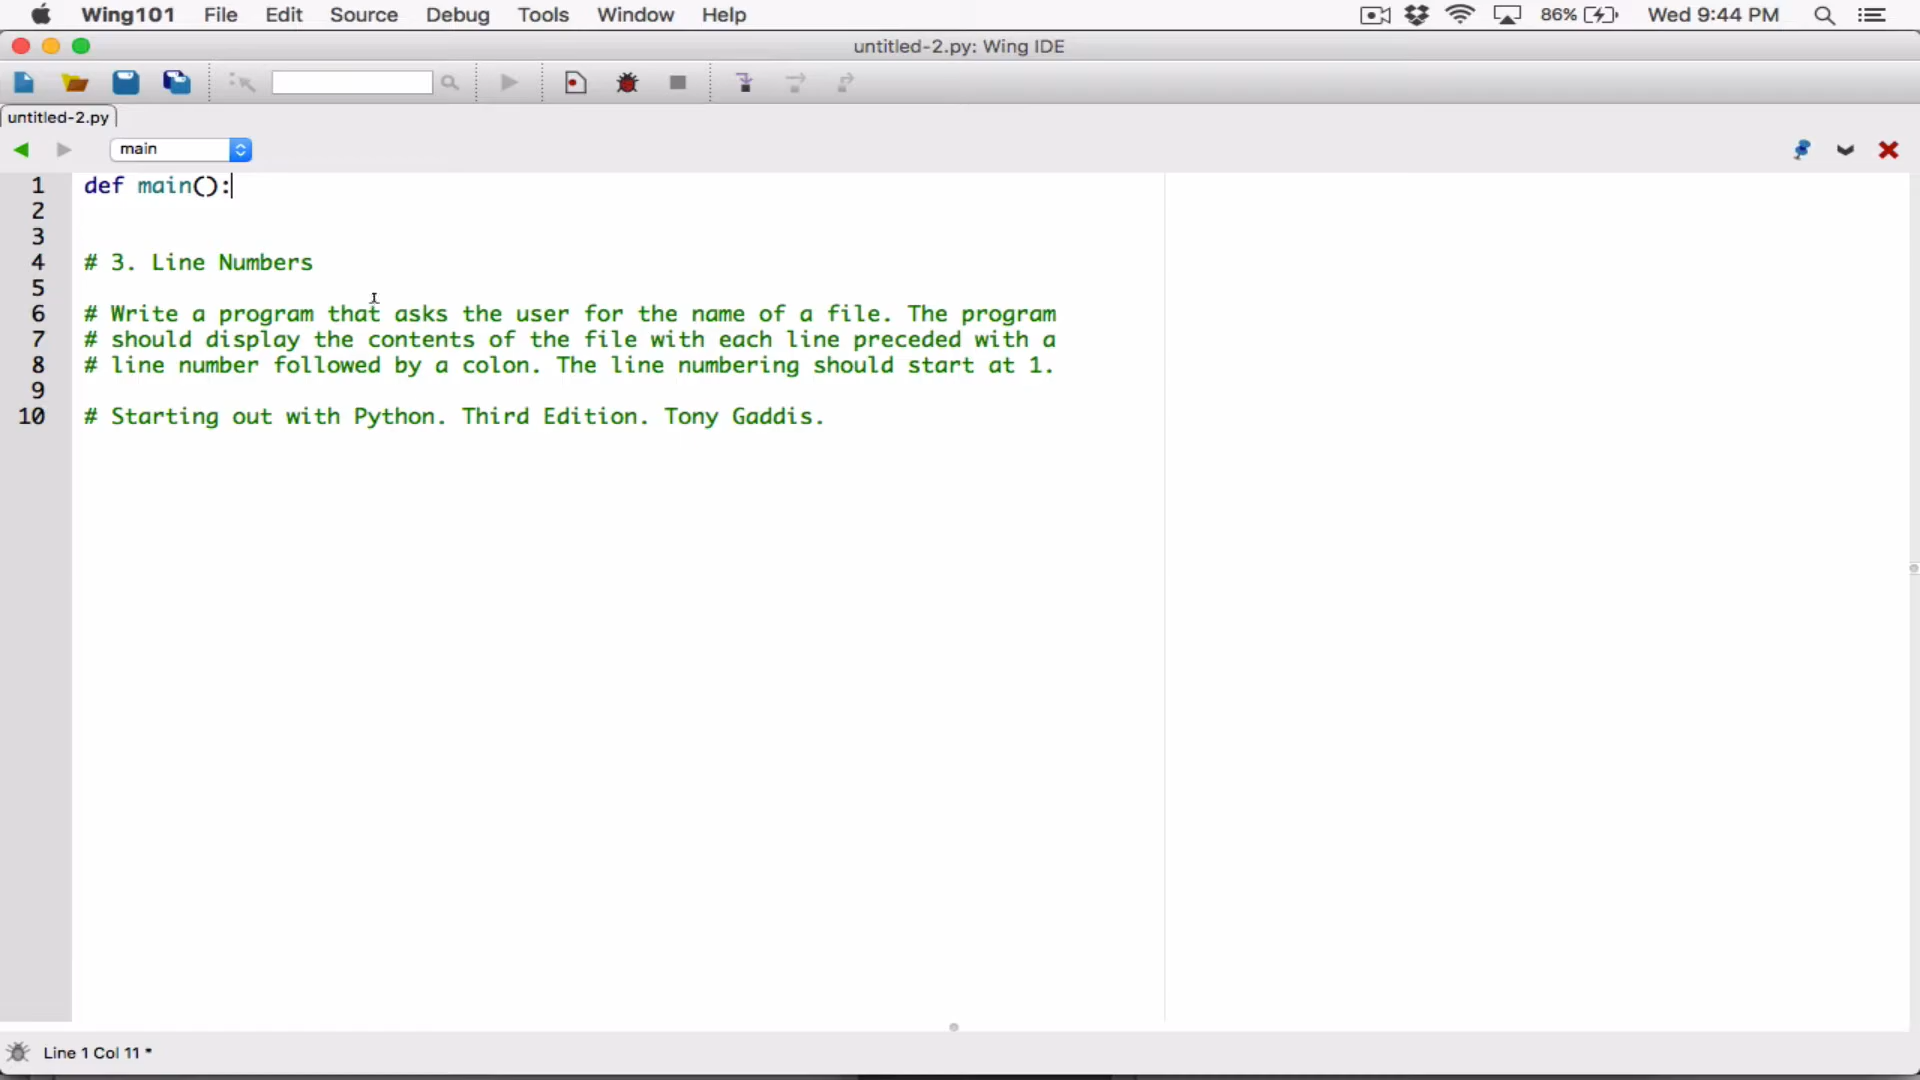 Wing101 File Edit Source Debug Tools Window Help 86% Wed 9:44 PM
untitled-2.py: Wing IDE
untitled-2.py
main
1 def main():
2
3
4 # 3. Line Numbers
5
6 # Write a program that asks the user for the name of a file. The program
7 # should display the contents of the file with each line preceded with a
8 # line number followed by a colon. The line numbering should start at 1.
9
10 # Starting out with Python. Third Edition. Tony Gaddis.
Line 1 Col 11 *